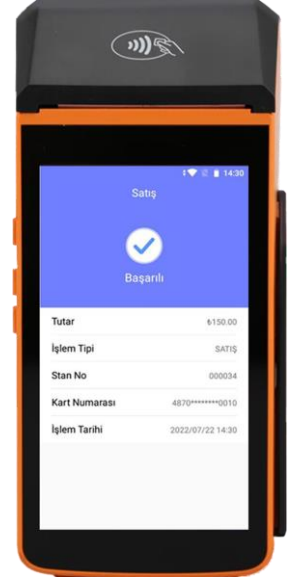 14:30
Satış
Başarılı
Tutar ₺150.00
İşlem Tipi SATIŞ
Stan No 000034
Kart Numarası 4870********0010
İşlem Tarihi 2022/07/22 14:30